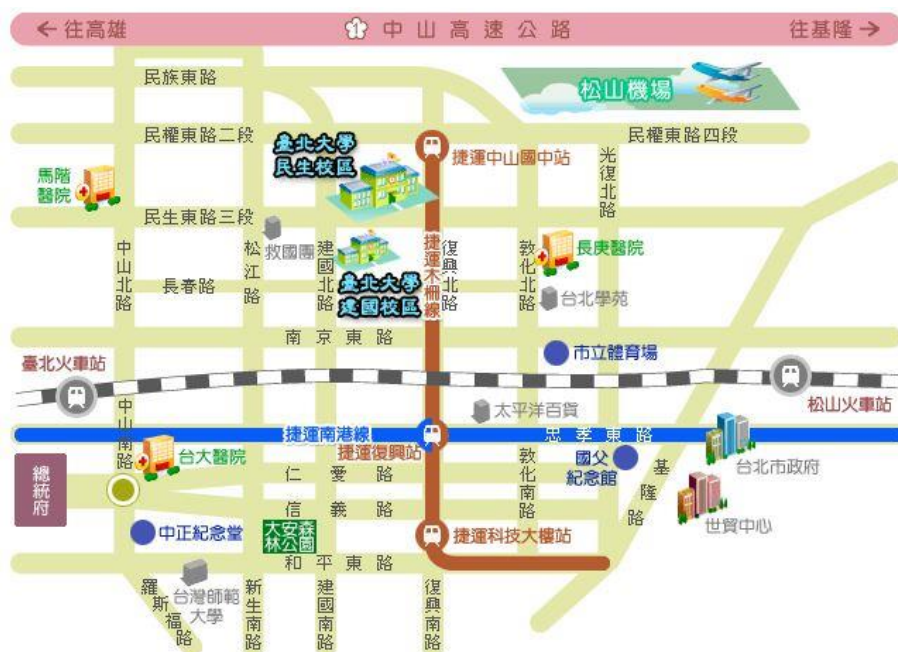 往高雄
1
中山高速公路
往基隆
民族東路
松山機場
民權東路二段
民權東路四段
臺北大學
民生校區
捷運中山國中站
光復北路
馬階
醫院
民生東路三段
救國團
中山北路
松江路
建國北路
捷運木柵線
復興北路
敦化北路
長庚醫院
長春路
臺北大學
建國校區
台北學苑
南京東路
市立體育場
臺北火車站
松山火車站
太平洋百貨
中山南路
捷運南港線
捷運復興站
忠孝東路
台大醫院
敦化南路
國父
紀念館
台北市政府
總統府
仁愛路
基隆路
信義路
世貿中心
中正紀念堂
大安森
林公園
捷運科技大樓站
和平東路
台灣師範
大學
羅斯福路
新生南路
建國南路
復興南路